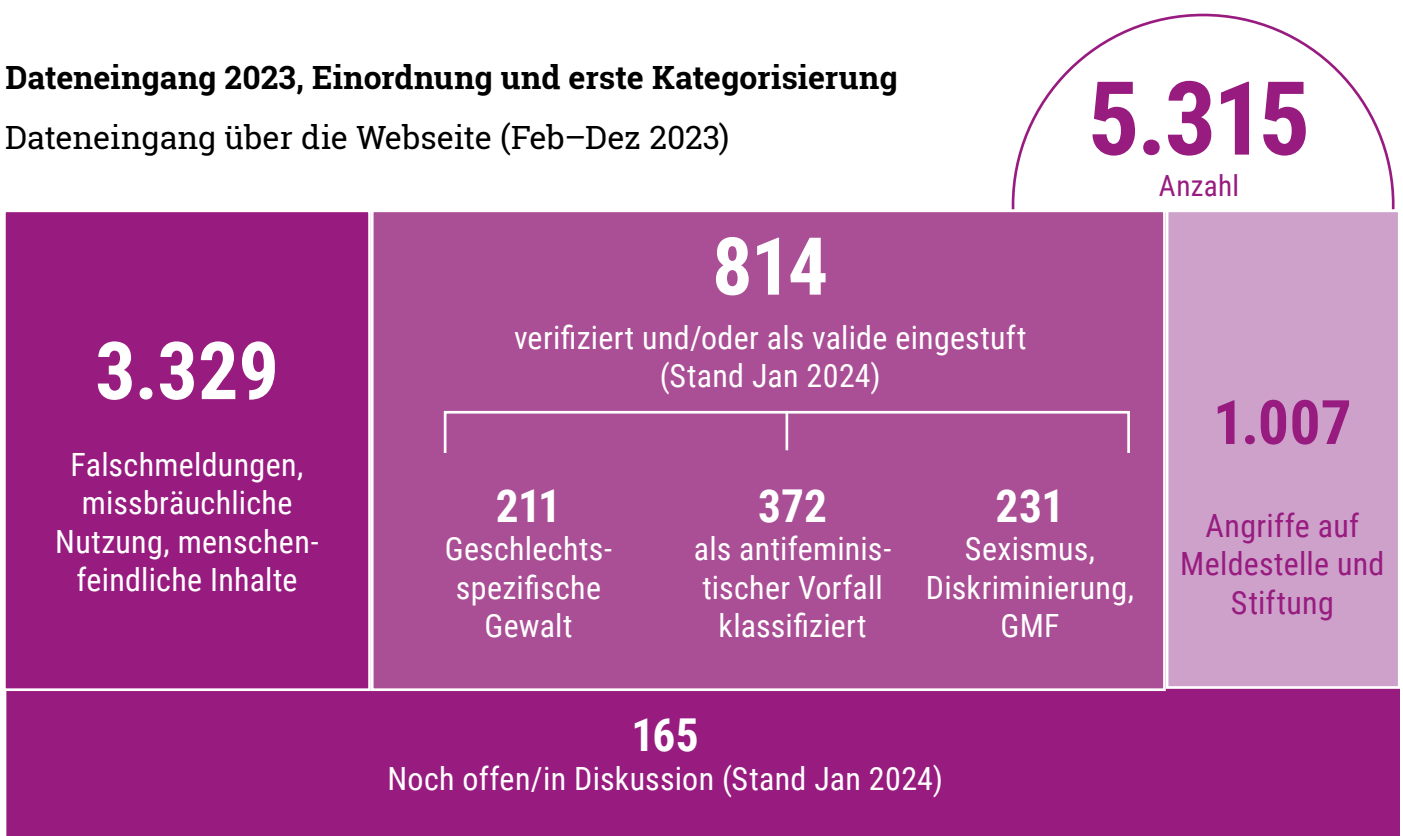 Dateneingang 2023, Einordnung und erste Kategorisierung
Dateneingang über die Webseite (Feb–Dez 2023)
5.315
Anzahl
3.329
Falschmeldungen,
missbräuchliche
Nutzung, menschen-
feindliche Inhalte
814
verifiziert und/oder als valide eingestuft
(Stand Jan 2024)
211
Geschlechts-
spezifische
Gewalt
372
als antifeminis-
tischer Vorfall
klassifiziert
231
Sexismus,
Diskriminierung,
GMF
1.007
Angriffe auf
Meldestelle und
Stiftung
165
Noch offen/in Diskussion (Stand Jan 2024)